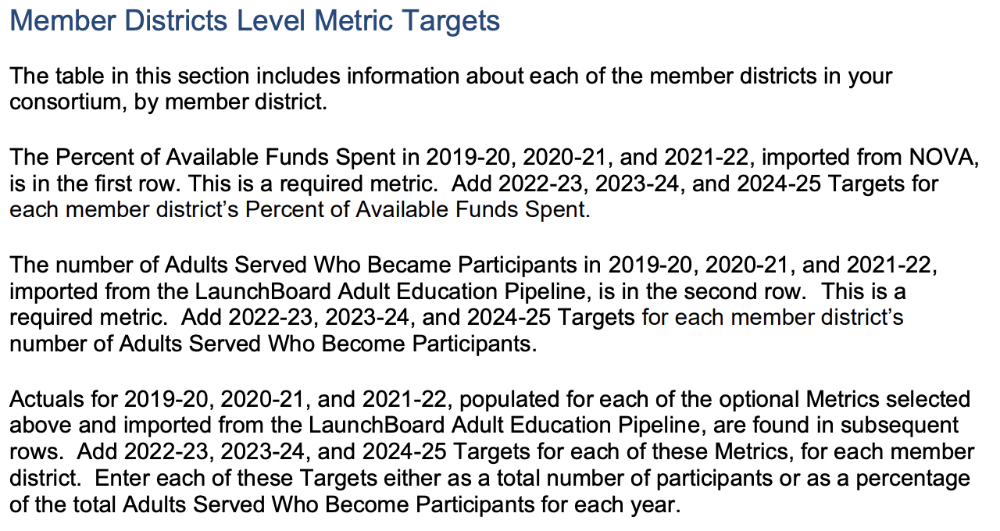 Member Districts Level Metric Targets
The table in this section includes information about each of the member districts in your
consortium, by member district.
The Percent of Available Funds Spent in 2019-20, 2020-21, and 2021-22, imported from NOVA,
is in the first row. This is a required metric.  Add 2022-23, 2023-24, and 2024-25 Targets for
each member district’s Percent of Available Funds Spent.
The number of Adults Served Who Became Participants in 2019-20, 2020-21, and 2021-22,
imported from the LaunchBoard Adult Education Pipeline, is in the second row.  This is a
required metric.  Add 2022-23, 2023-24, and 2024-25 Targets for each member district’s
number of Adults Served Who Become Participants.
Actuals for 2019-20, 2020-21, and 2021-22, populated for each of the optional Metrics selected
above and imported from the LaunchBoard Adult Education Pipeline, are found in subsequent
rows.  Add 2022-23, 2023-24, and 2024-25 Targets for each of these Metrics, for each member
district.  Enter each of these Targets either as a total number of participants or as a percentage
of the total Adults Served Who Become Participants for each year.